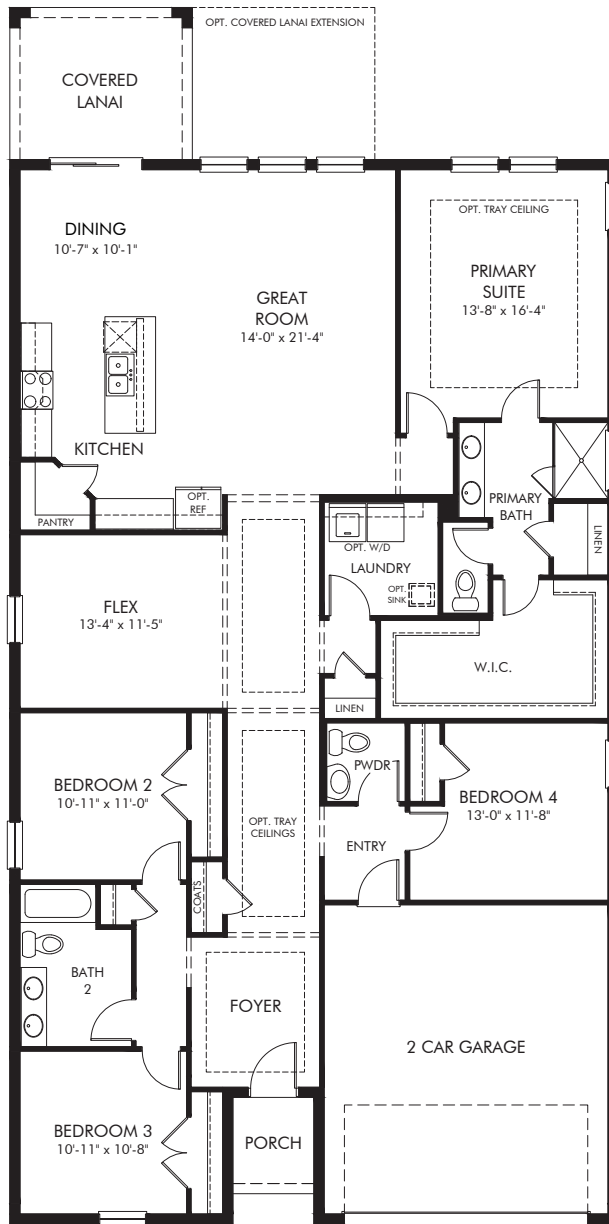 OPT. COVERED LANAI EXTENSION
COVERED
LANAI
DINING
10'-7" x 10'-1"
OPT. TRAY CEILING
PRIMARY
SUITE
13'-8" x 16'-4"
GREAT
ROOM
14'-0" x 21'-4"
KITCHEN
OPT.
REF
PANTRY
PRIMARY
BATH
LINEN
OPT. W/D
LAUNDRY
OPT.
SINK
FLEX
13'-4" x 11'-5"
W.I.C.
LINEN
PWDR
BEDROOM 2
10'-11" x 11'-0"
BEDROOM 4
13'-0" x 11'-8"
OPT. TRAY
CEILINGS
ENTRY
COATS
BATH
2
FOYER
2 CAR GARAGE
BEDROOM 3
10'-11" x 10'-8"
PORCH